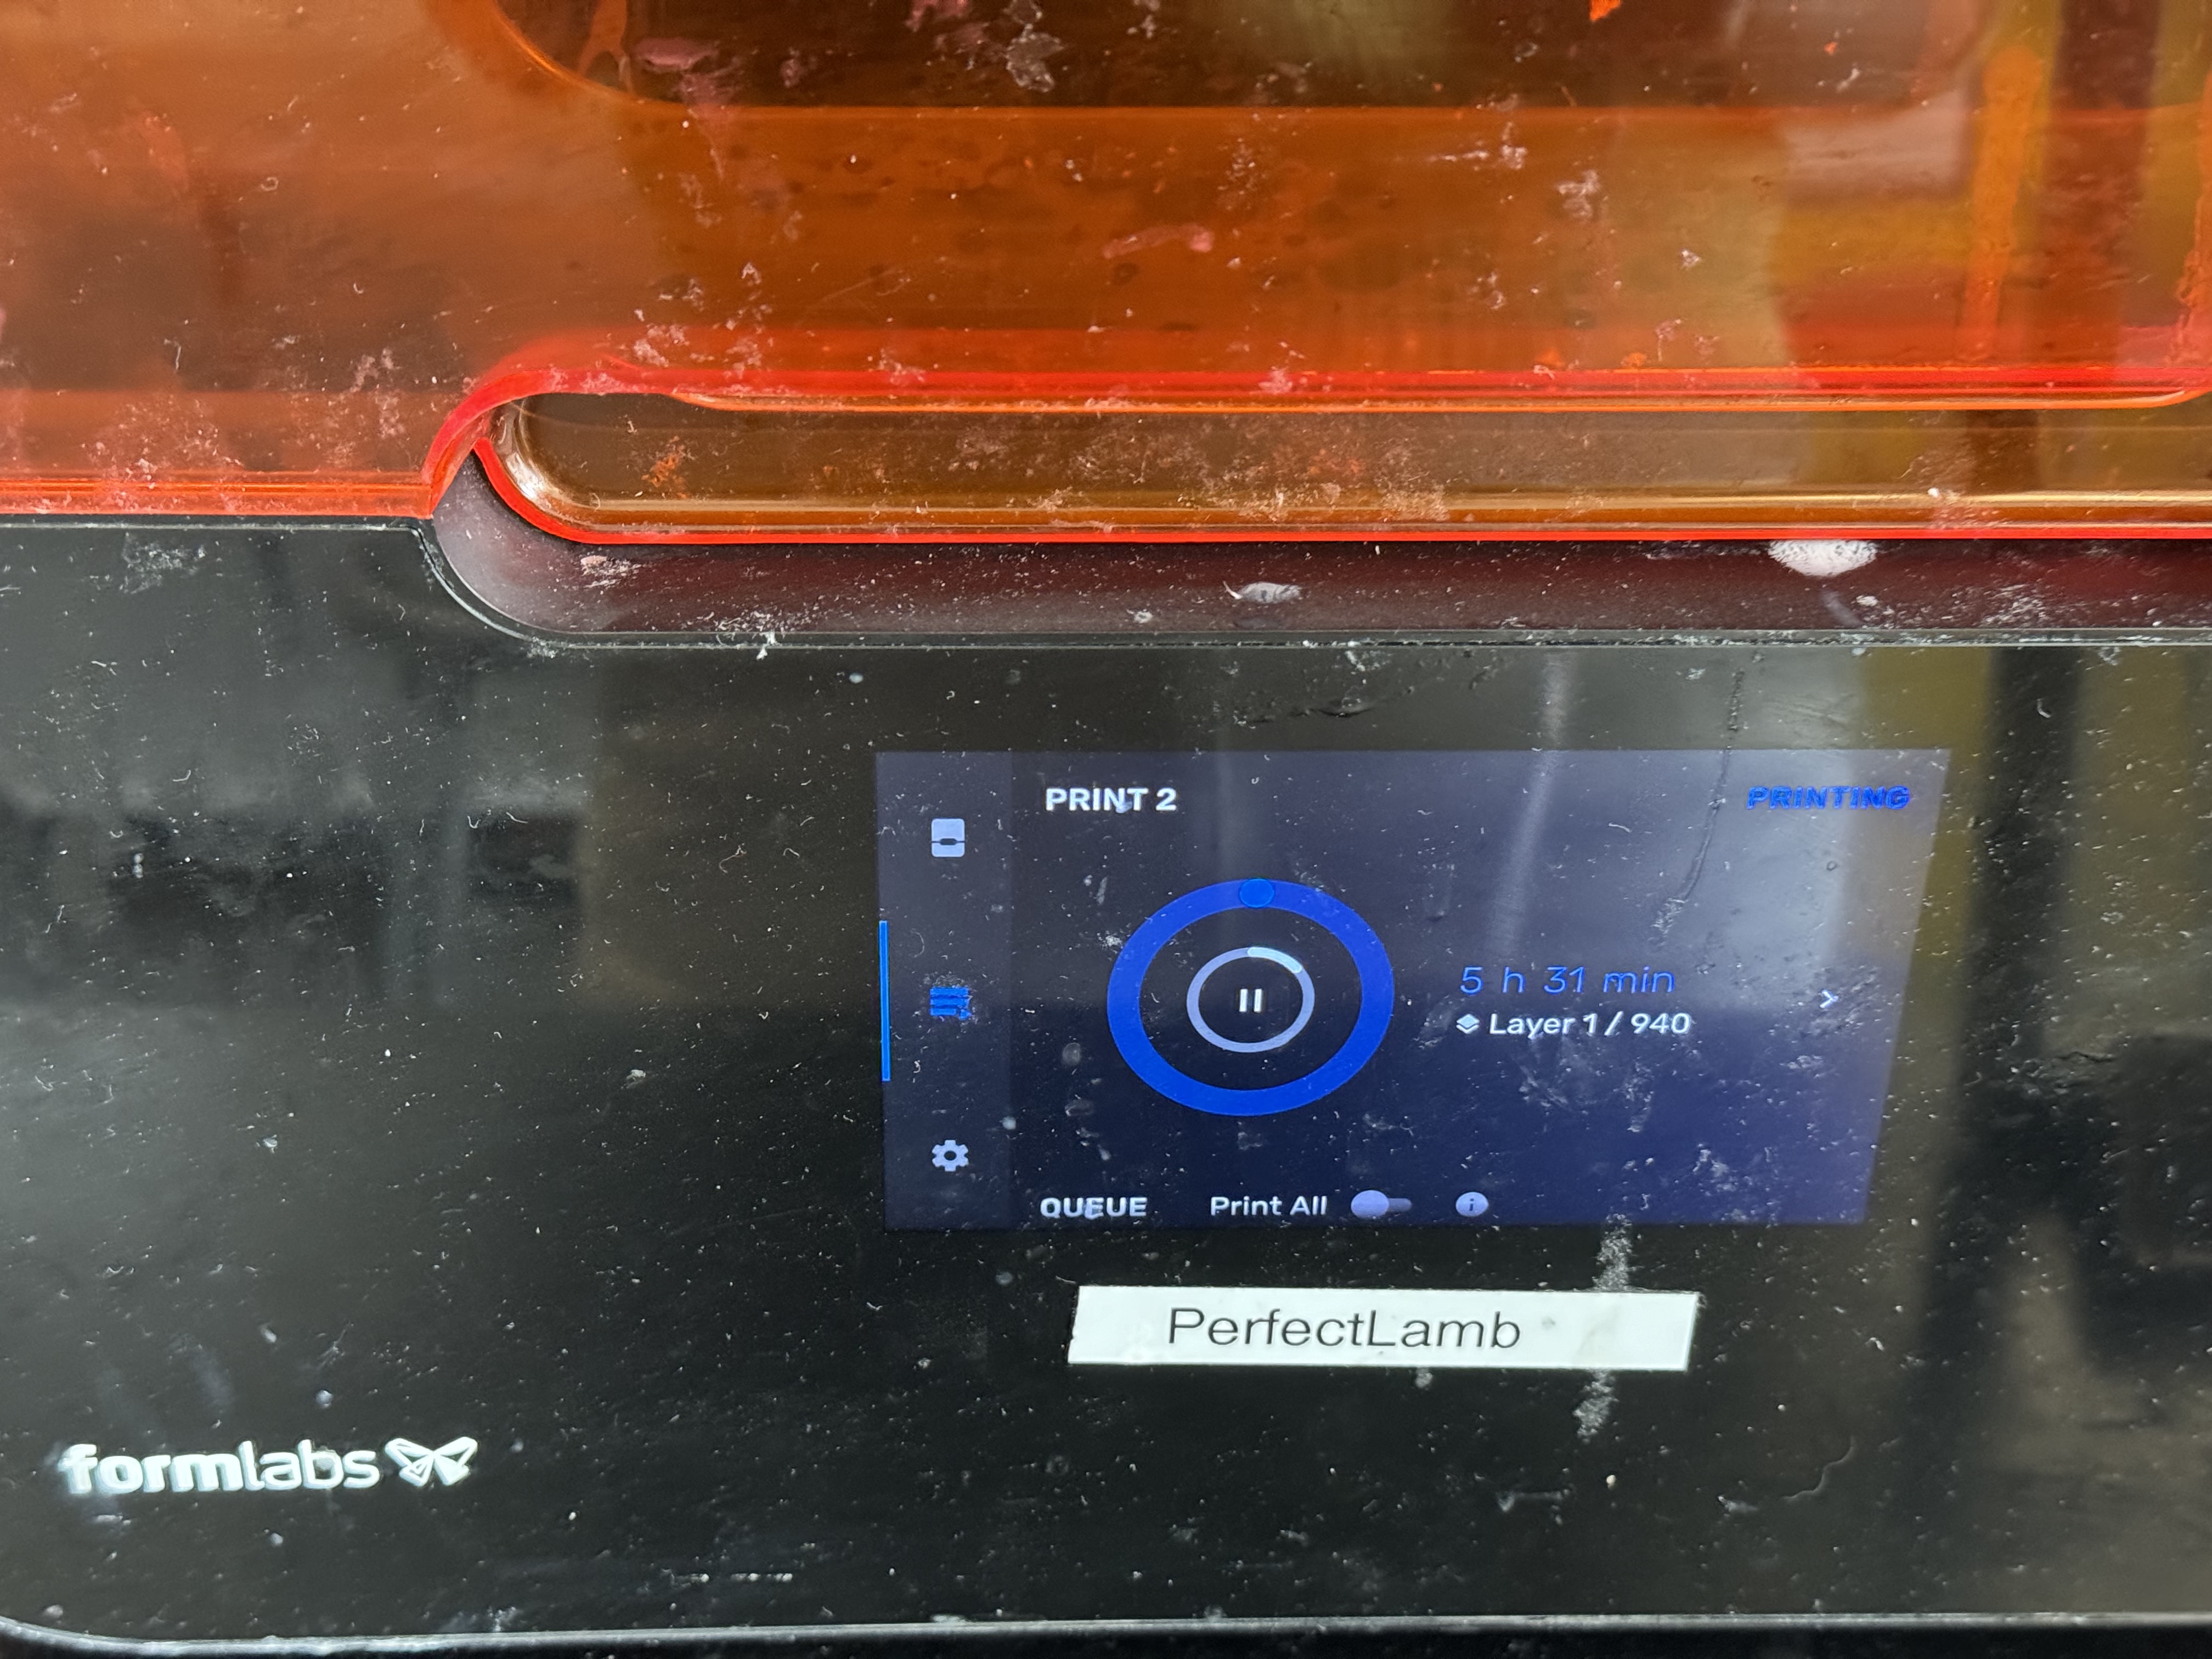 PRINT 2
PRINTING
5 h 31 min
Layer 1 / 940
QUEUE
Print All
PerfectLamb
formlabs